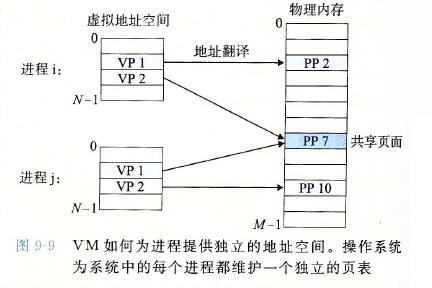 虚拟地址空间
物理内存
0
0
进程i:
VP 1
VP 2
N-1
地址翻译
PP 2
0
进程j:
VP 1
VP 2
N-1
PP 7
共享页面
PP 10
M-1
图 9-9 VM 如何为进程提供独立的地址空间。操作系统
为系统中的每个进程都维护一个独立的页表